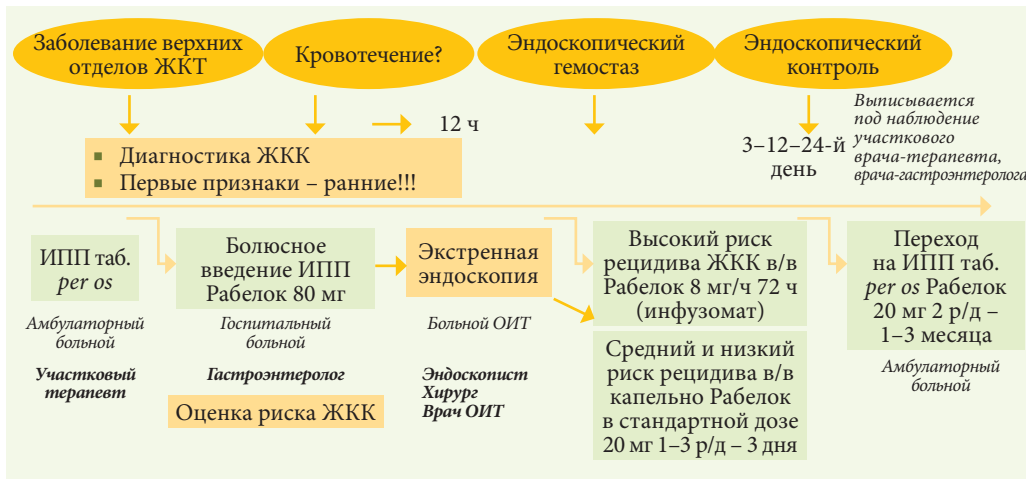 Заболевание верхних
отделов ЖКТ
Кровотечение?
Эндоскопический
гемостаз
Эндоскопический
контроль
12 ч
▪ Диагностика ЖКК
▪ Первые признаки – ранние!!!
3–12–24-й
день
Выписывается
под наблюдение
участкового
врача-терапевта,
врача-гастроэнтеролога
ИПП таб.
per os
Амбулаторный
больной
Участковый
терапевт
Болюсное
введение ИПП
Рабелок 80 мг
Госпитальный
больной
Гастроэнтеролог
Оценка риска ЖКК
Экстренная
эндоскопия
Больной ОИТ
Эндоскопист
Хирург
Врач ОИТ
Высокий риск
рецидива ЖКК в/в
Рабелок 8 мг/ч 72 ч
(инфузомат)
Средний и низкий
риск рецидива в/в
капельно Рабелок
в стандартной дозе
20 мг 1–3 р/д – 3 дня
Переход
на ИПП таб.
per os Рабелок
20 мг 2 р/д –
1–3 месяца
Амбулаторный
больной